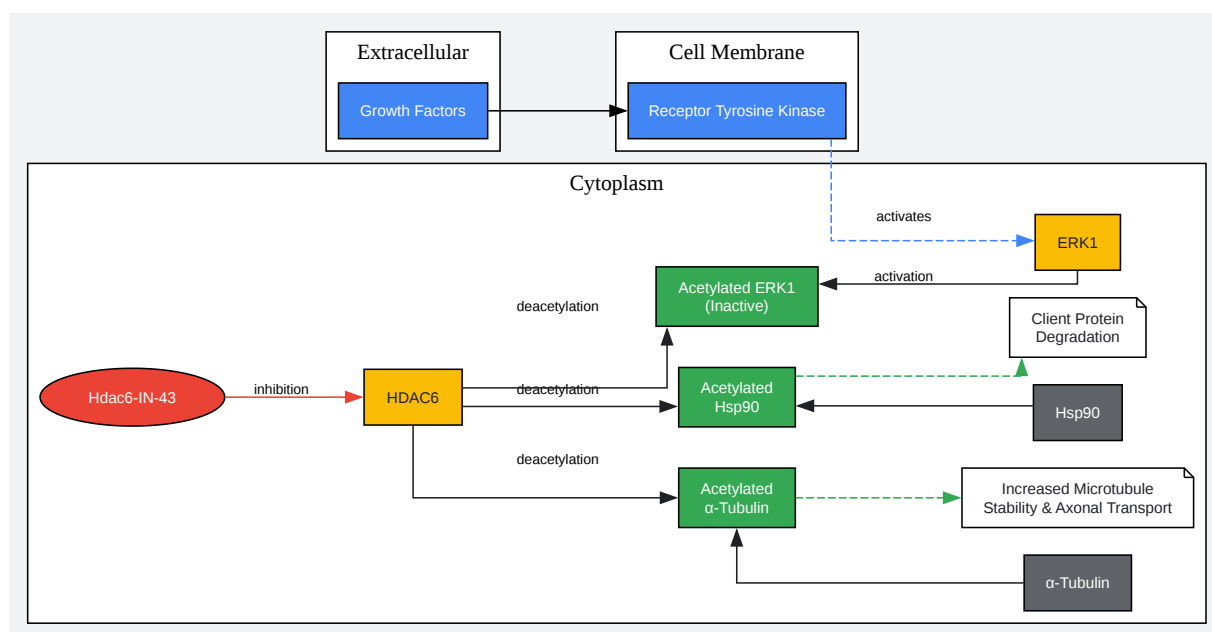 Extracellular
Cell Membrane
Growth Factors
Receptor Tyrosine Kinase
Cytoplasm
activates
ERK1
activation
Acetylated ERK1
(Inactive)
deacetylation
Client Protein
Degradation
Hdac6-IN-43
inhibition
HDAC6
deacetylation
Acetylated
Hsp90
Hsp90
deacetylation
Acetylated
α-Tubulin
Increased Microtubule
Stability & Axonal Transport
α-Tubulin